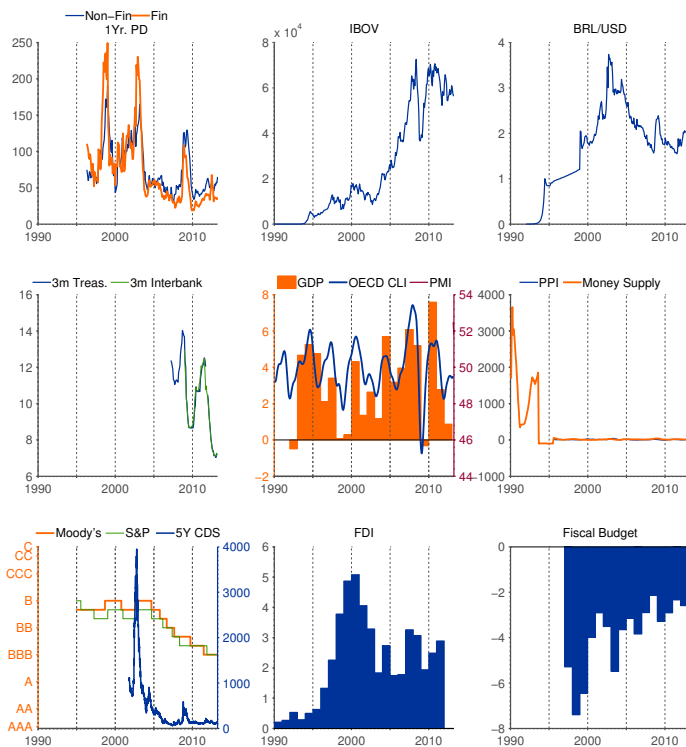 Non−Fin Fin
1Yr. PD
250
200
150
100
50
0
1990 2000 2010
IBOV
x 10^4
8
6
4
2
0
1990 2000 2010
BRL/USD
4
3
2
1
0
1990 2000 2010
3m Treas. 3m Interbank
16
14
12
10
8
6
1990 2000 2010
GDP OECD CLI PMI
8 54
6 52
4 50
2 48
0 46
−2 44
1990 2000 2010
PPI Money Supply
4000
3000
2000
1000
0
−1000
1990 2000 2010
Moody's S&P 5Y CDS
C 4000
CC
CCC
B 3000
BB 2000
BBB
A 1000
AA
AAA 0
1990 2000 2010
FDI
6
5
4
3
2
1
0
1990 2000 2010
Fiscal Budget
0
−2
−4
−6
−8
1990 2000 2010